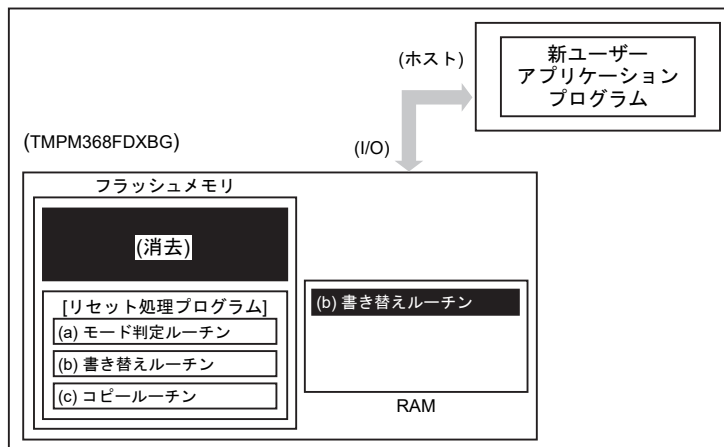 (ホスト)
新ユーザー
アプリケーション
プログラム
(TMPM368FDXBG)
(I/O)
フラッシュメモリ
(消去)
[リセット処理プログラム]
(a) モード判定ルーチン
(b) 書き替えルーチン
(c) コピールーチン
(b) 書き替えルーチン
RAM